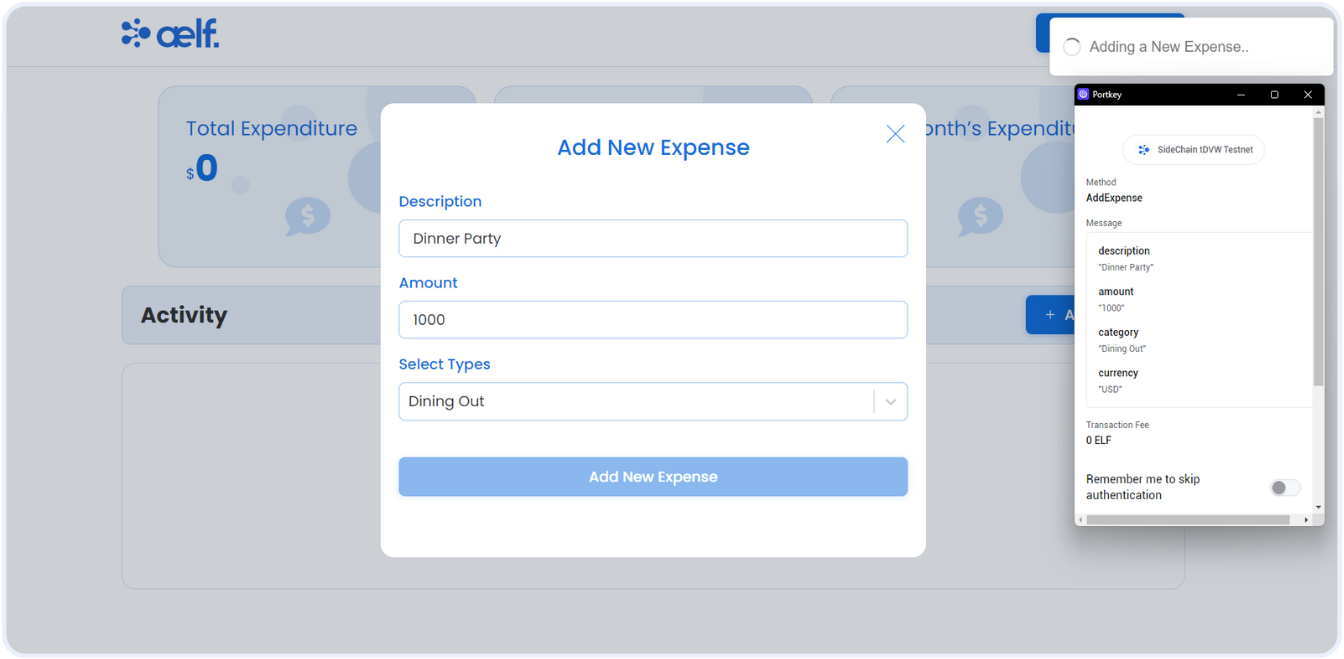 aelf.
Adding a New Expense..
Portkey
Total Expenditure
$0
$
$
onth's Expenditu
Add New Expense
Description
Dinner Party
Amount
1000
Select Types
Dining Out
Add New Expense
Activity
+ A
SideChain tDVW Testnet
Method
AddExpense
Message
description
"Dinner Party"
amount
"1000"
category
"Dining Out"
currency
"USD"
Transaction Fee
0 ELF
Remember me to skip
authentication